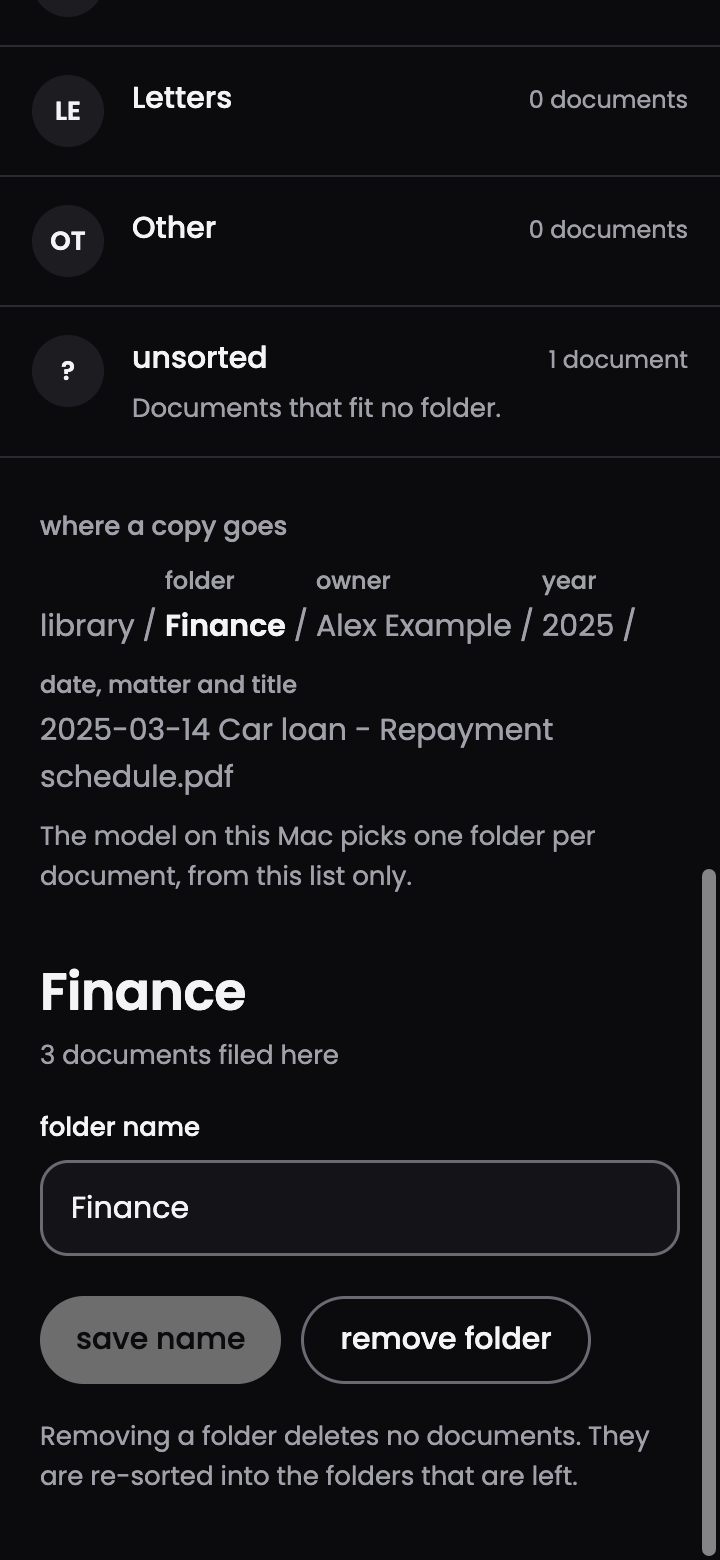 LE
Letters
0 documents
OT
Other
0 documents
?
unsorted
1 document
Documents that fit no folder.
where a copy goes
folder owner year
library / Finance / Alex Example / 2025 /
date, matter and title
2025-03-14 Car loan - Repayment
schedule.pdf
The model on this Mac picks one folder per
document, from this list only.
Finance
3 documents filed here
folder name
Finance
save name
remove folder
Removing a folder deletes no documents. They
are re-sorted into the folders that are left.